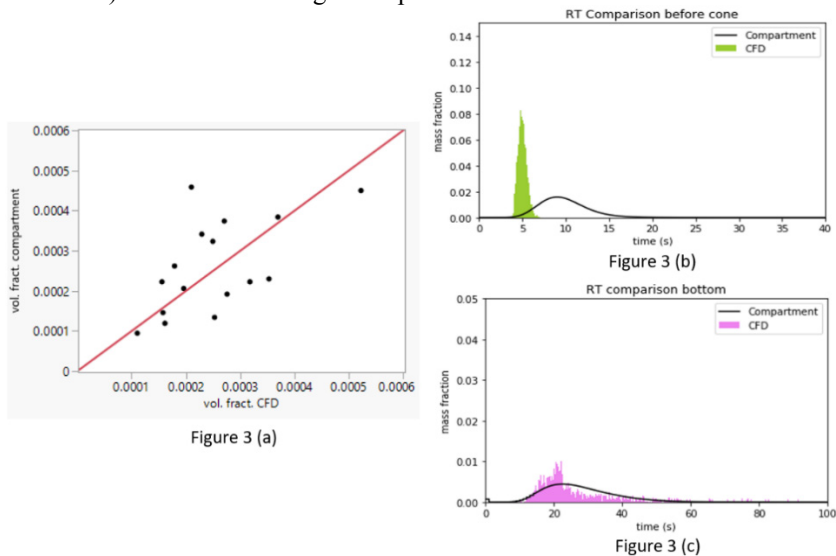 RT Comparison before cone
0.14
0.12
0.10
0.08
0.06
0.04
0.02
0.00
mass fraction
Compartment
CFD
0 5 10 15 20 25 30 35 40
time (s)
Figure 3 (b)
0.0006
0.0005
0.0004
0.0003
0.0002
0.0001
0
vol. fract. compartment
0.0001 0.0002 0.0003 0.0004 0.0005 0.0006
vol. fract. CFD
Figure 3 (a)
RT comparison bottom
0.05
0.04
0.03
0.02
0.01
0.00
mass fraction
Compartment
CFD
0 20 40 60 80 100
time (s)
Figure 3 (c)